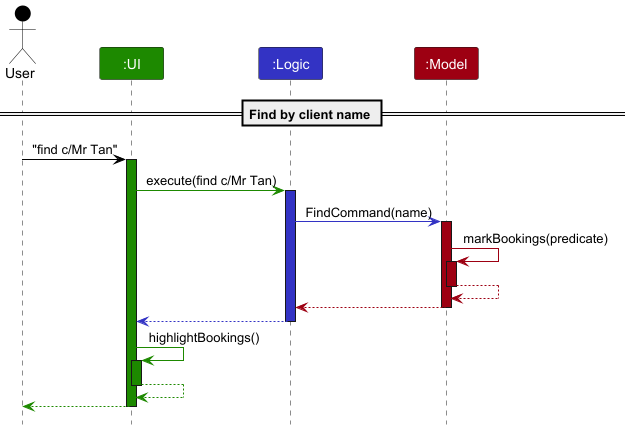 User
:UI
:Logic
:Model
Find by client name
"find c/Mr Tan"
execute(find c/Mr Tan)
FindCommand(name)
markBookings(predicate)
highlightBookings()